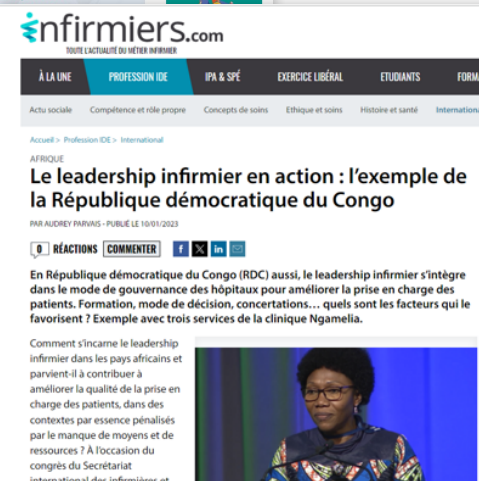 infirmiers.com
TOUTE L'ACTUALITÉ DU MÉTIER INFIRMIER
À LA UNE PROFESSION IDE IPA & SPÉ EXERCICE LIBÉRAL ETUDIANTS FORM
Actu sociale Compétence et rôle propre Concepts de soins Ethique et soins Histoire et santé Internation
Accueil > Profession IDE > International
AFRIQUE
Le leadership infirmier en action : l'exemple de
la République démocratique du Congo
PAR AUDREY PARVAIS - PUBLIÉ LE 10/01/2023
0 RÉACTIONS COMMENTER f X in
En République démocratique du Congo (RDC) aussi, le leadership infirmier s'intègre
dans le mode de gouvernance des hôpitaux pour améliorer la prise en charge des
patients. Formation, mode de décision, concertations… quels sont les facteurs qui le
favorisent ? Exemple avec trois services de la clinique Ngamelia.
Comment s'incarne le leadership
infirmier dans les pays africains et
parvient-il à contribuer à
améliorer la qualité de la prise en
charge des patients, dans des
contextes par essence pénalisés
par le manque de moyens et de
ressources ? À l'occasion du
congrès du Secrétariat
international des infirmières et